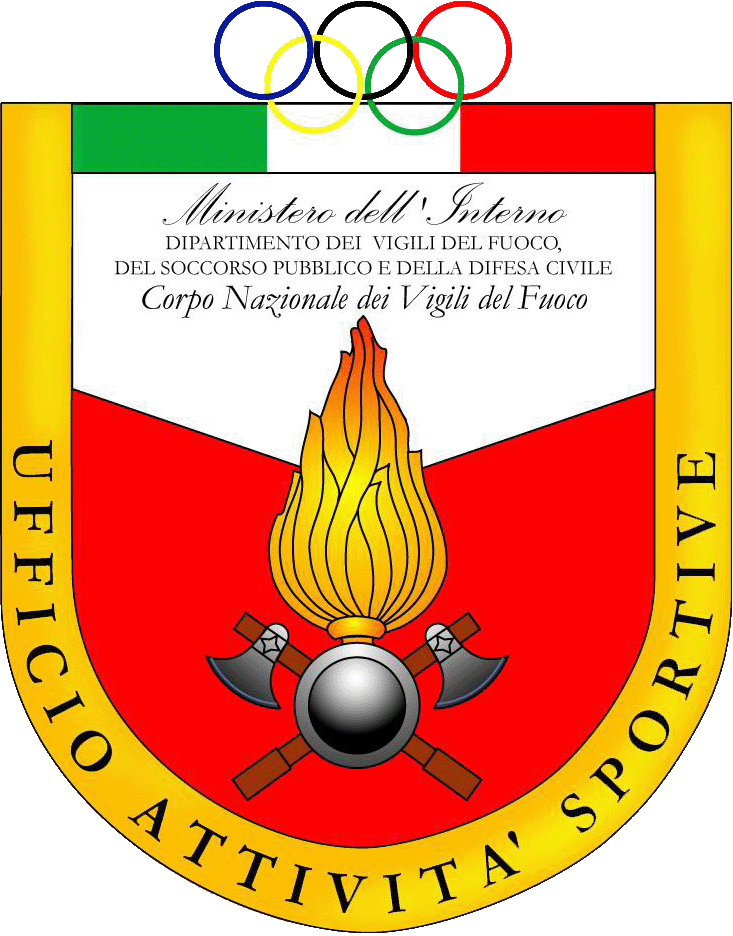 Ministero dell'Interno
DIPARTIMENTO DEI VIGILI DEL FUOCO,
DEL SOCCORSO PUBBLICO E DELLA DIFESA CIVILE
Corpo Nazionale dei Vigili del Fuoco
UFFICIO ATTIVITA' SPORTIVE